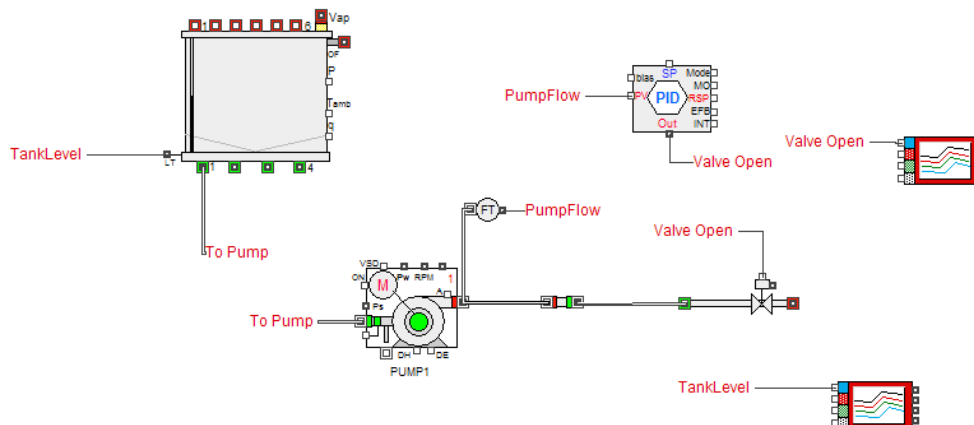 1 6 Vap
OF
P
Tamb
q
TankLevel
LT
1 4
To Pump
bias SP Mode
MO
PumpFlow PV PID RSP
EFB
Out INT
Valve Open
Valve Open
FT PumpFlow
Valve Open
VSD
ON M Pw RPM 1
A
Ps
To Pump
DH DE
PUMP1
TankLevel